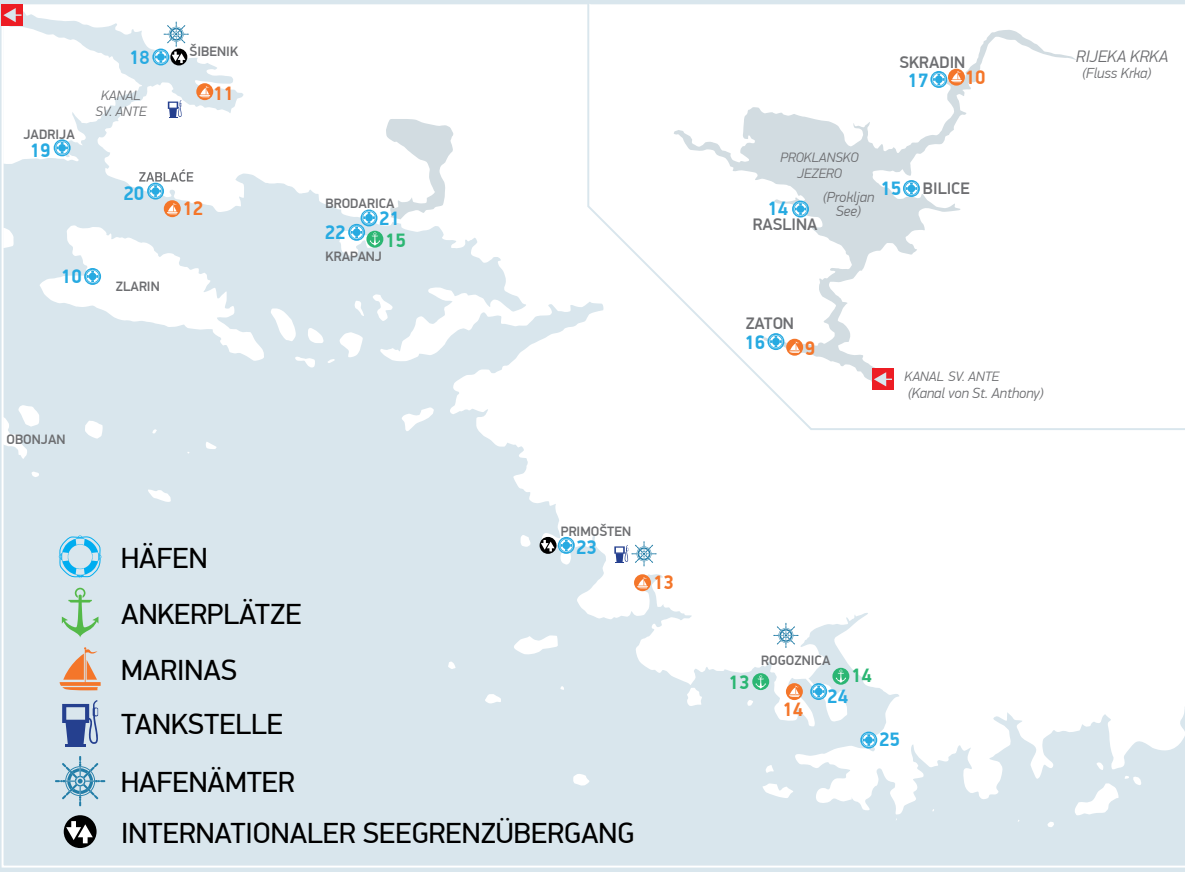 18
ŠIBENIK
11
KANAL
SV. ANTE
JADRIJA
19
ZABLAĆE
20
12
BRODARICA
21
22
15
KRAPANJ
10
ZLARIN
OBONJAN
SKRADIN
17
10
RIJEKA KRKA
(Fluss Krka)
PROKLANSKO
JEZERO
(Prokljan
See)
15
BILICE
14
RASLINA
ZATON
16
9
KANAL SV. ANTE
(Kanal von St. Anthony)
PRIMOŠTEN
23
13
ROGOZNICA
13
14
14
24
25
HÄFEN
ANKERPLÄTZE
MARINAS
TANKSTELLE
HAFENÄMTER
INTERNATIONALER SEEGRENZÜBERGANG